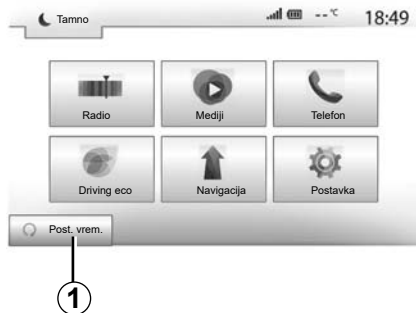 Tamno
--°C 18:49
Radio Mediji Telefon
Driving eco Navigacija Postavka
Post. vrem.
1